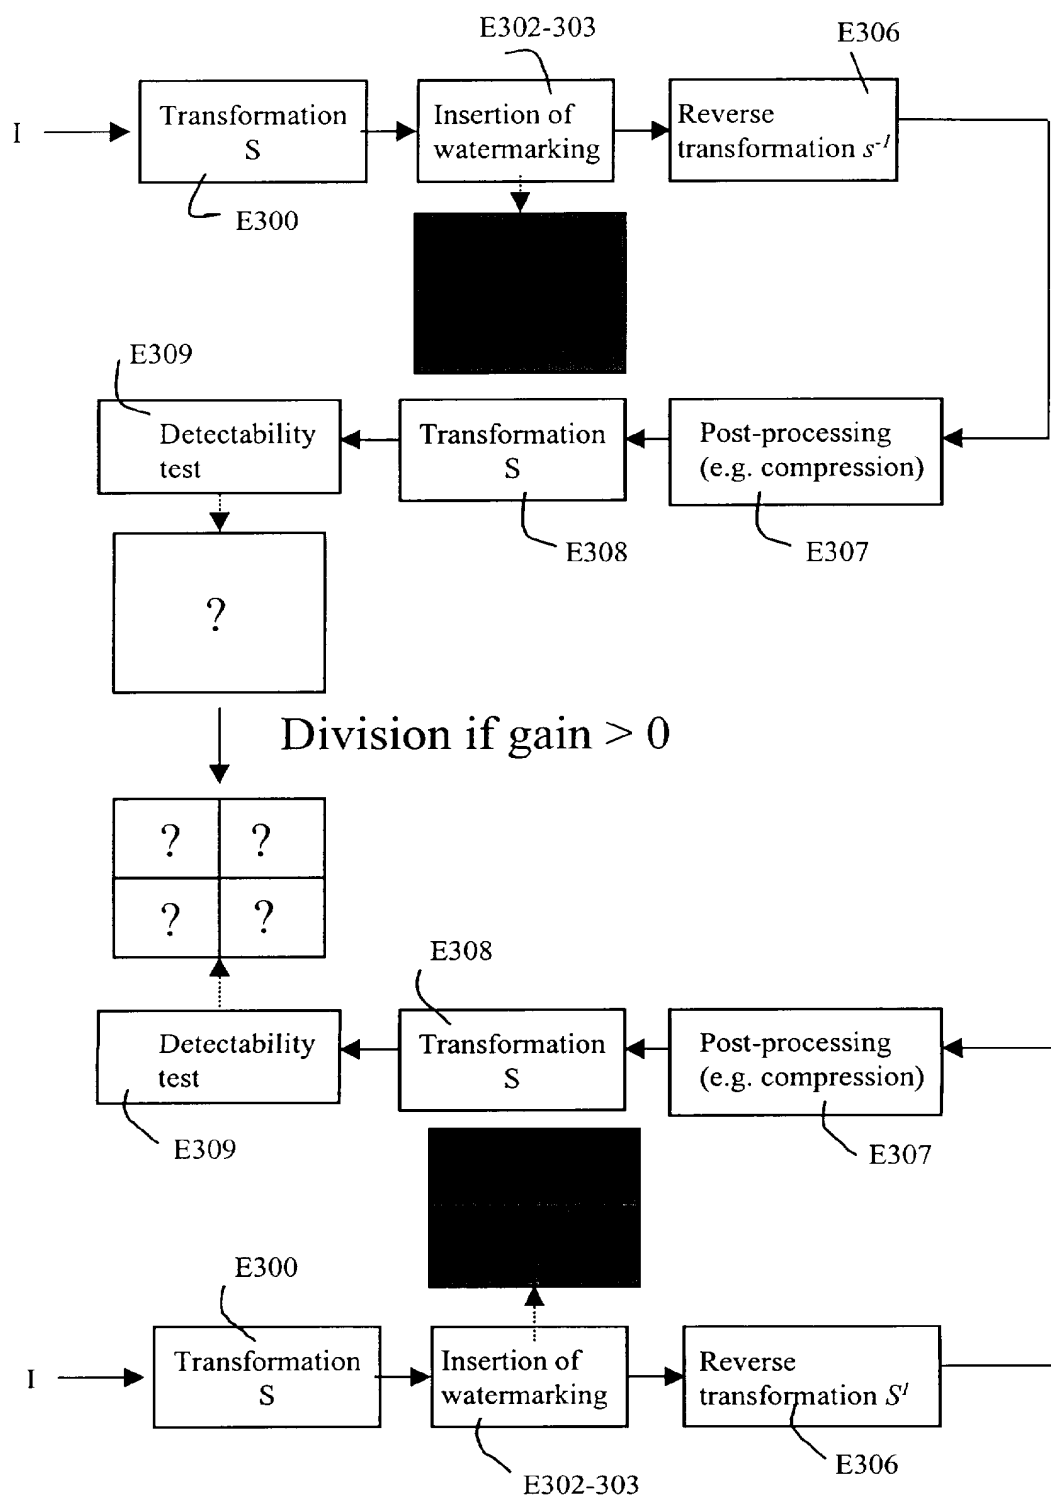 E302-303
E306
I
Transformation
S
Insertion of
watermarking
Reverse
transformation s⁻¹
E300
E309
Detectability
test
Transformation
S
Post-processing
(e.g. compression)
E308
E307
?
Division if gain > 0
? ?
? ?
E308
Detectability
test
Transformation
S
Post-processing
(e.g. compression)
E309
E307
E300
I
Transformation
S
Insertion of
watermarking
Reverse
transformation S¹
E302-303
E306